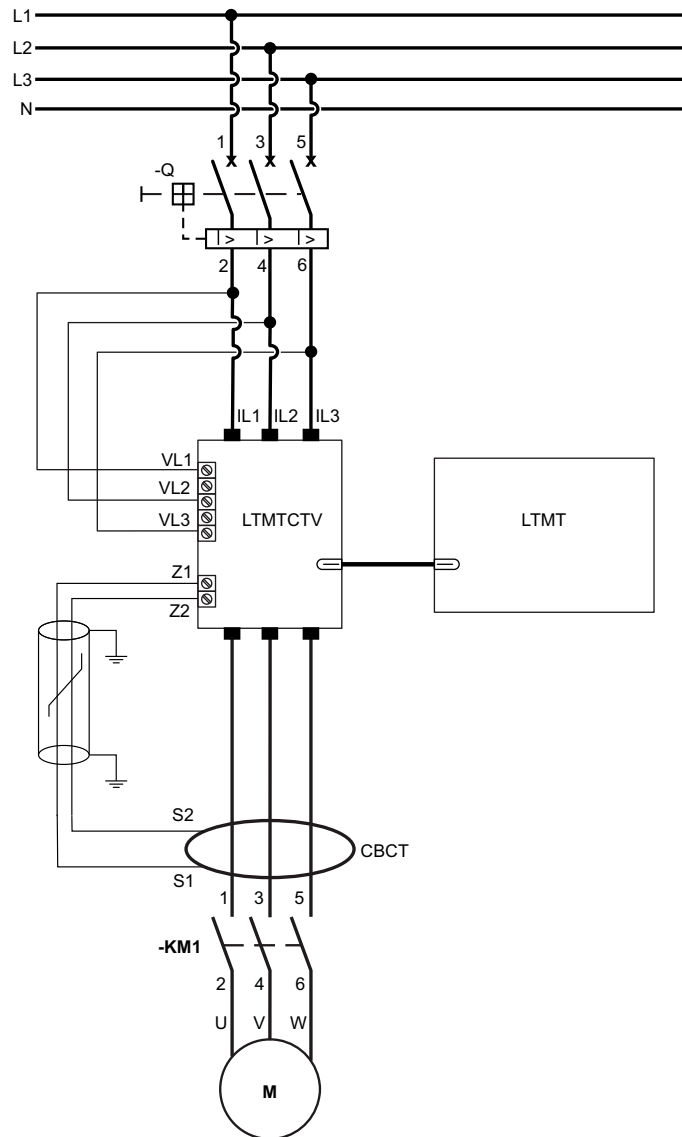 L1
L2
L3
N
1 3 5
-Q
I> I> I>
2 4 6
IL1 IL2 IL3
VL1
VL2
VL3
LTMTCTV
LTMT
Z1
Z2
S2
CBCT
S1
1 3 5
-KM1
2 4 6
U V W
M